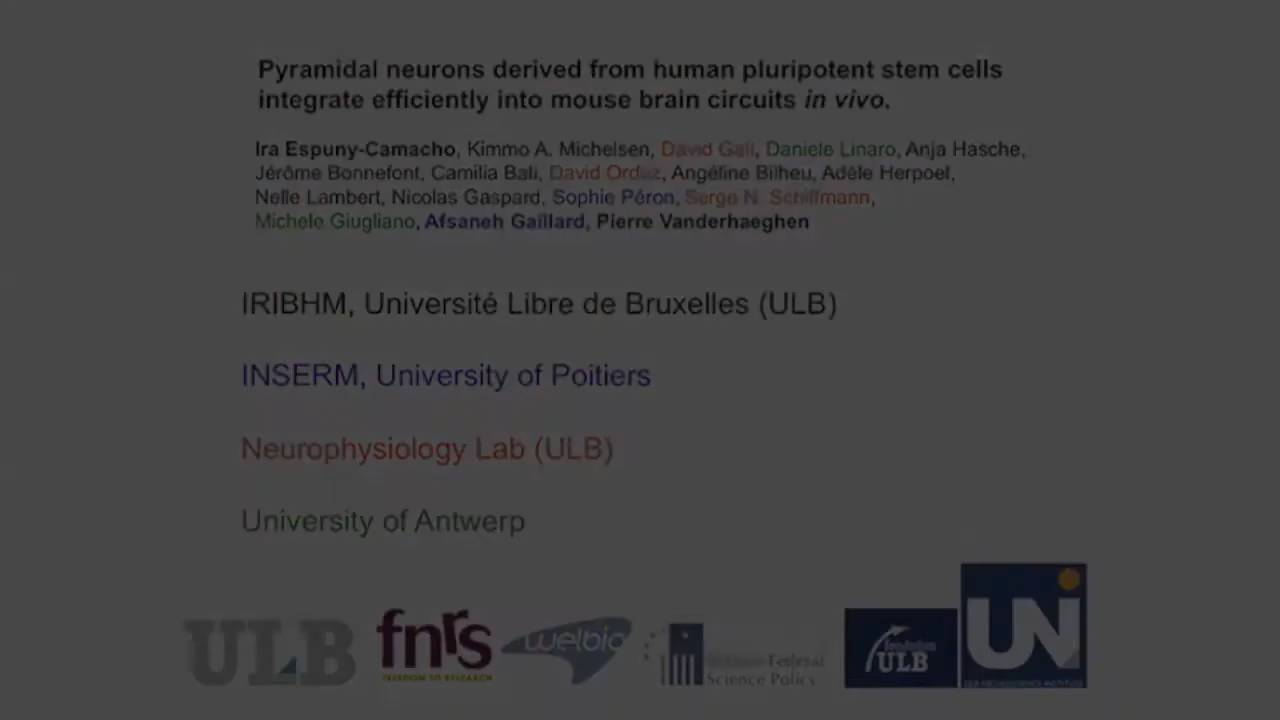 Pyramidal neurons derived from human pluripotent stem cells
integrate efficiently into mouse brain circuits in vivo.
Ira Espuny-Camacho, Kimmo A. Michelsen, David Gall, Daniele Linaro, Anja Hasche,
Jérôme Bonnefont, Camilia Bali, David Orduz, Angéline Bilheu, Adèle Herpoel,
Nelle Lambert, Nicolas Gaspard, Sophie Péron, Serge N. Schiffmann,
Michele Giugliano, Afsaneh Gaillard, Pierre Vanderhaeghen
IRIBHM, Université Libre de Bruxelles (ULB)
INSERM, University of Poitiers
Neurophysiology Lab (ULB)
University of Antwerp
ULB
fnrs
FREEDOM TO RESEARCH
welbio
Federal
Science Policy
fondation
ULB
UNI